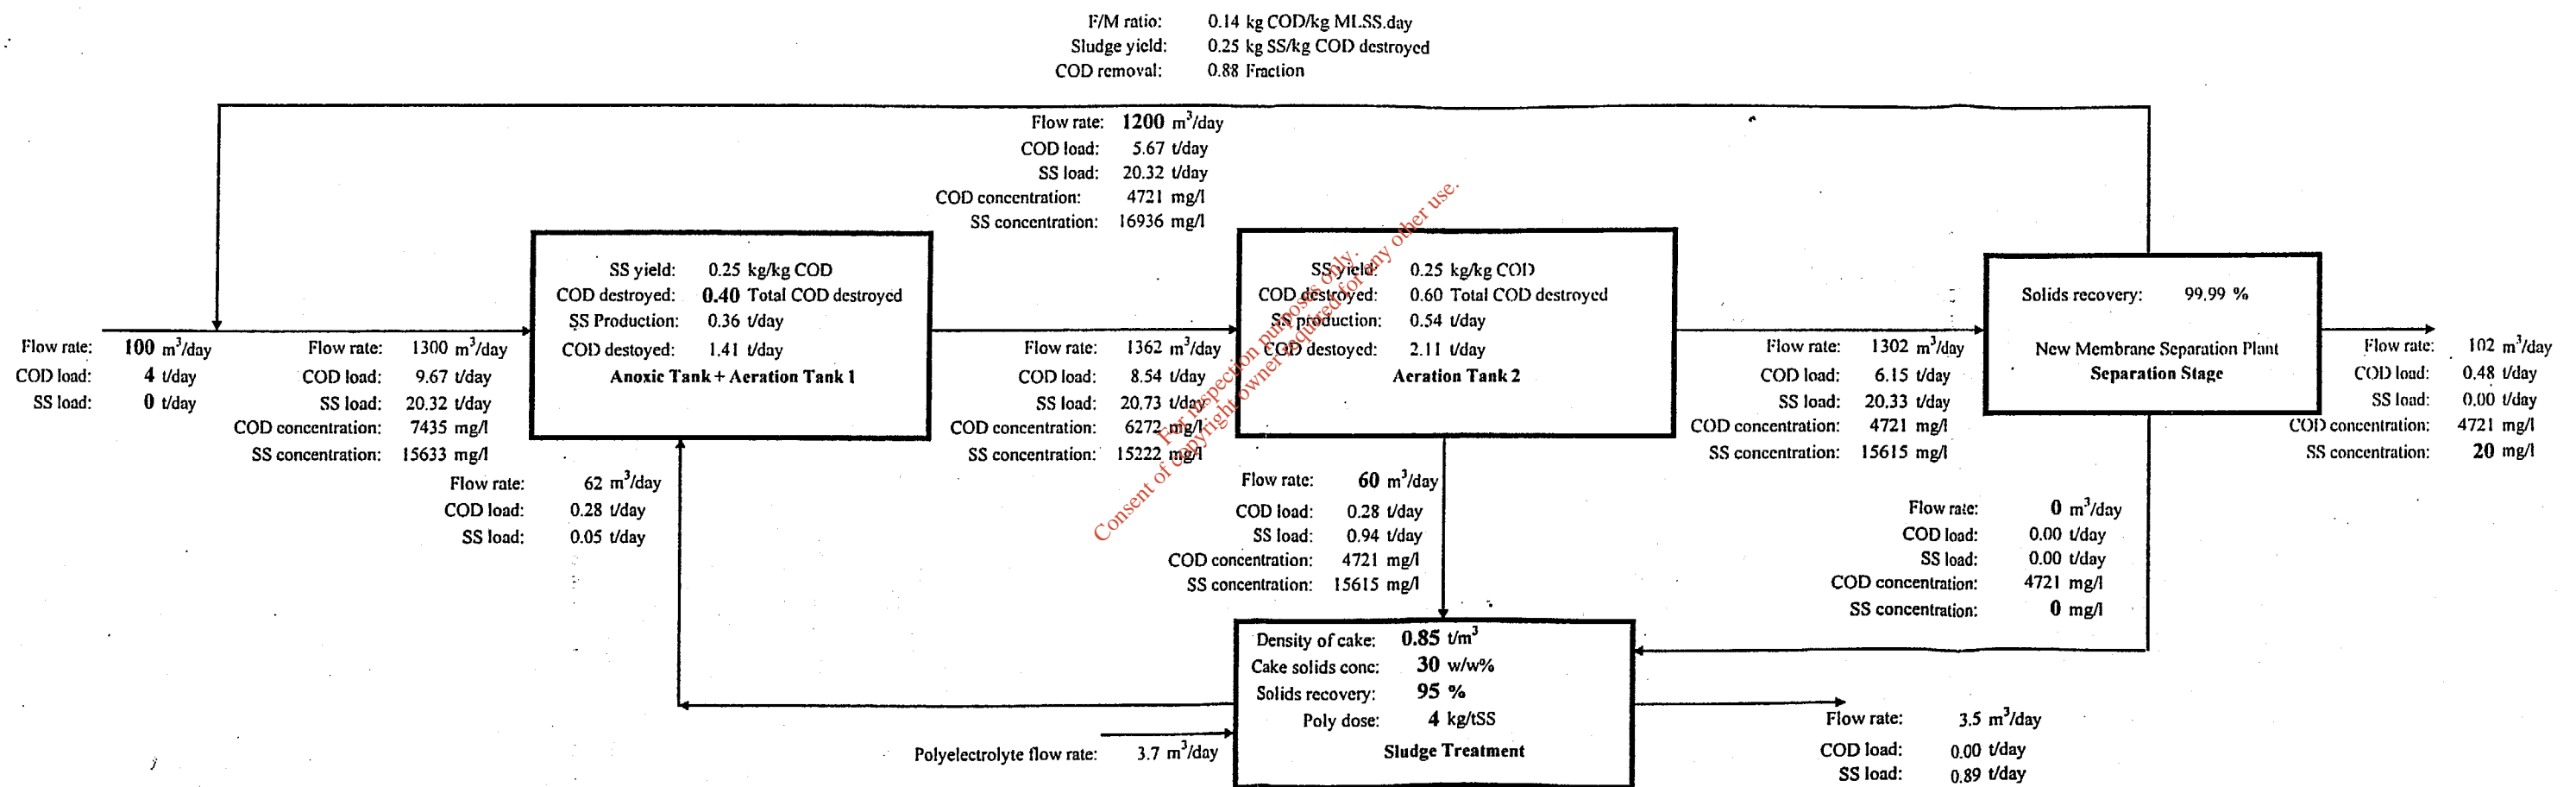 F/M ratio: 0.14 kg COD/kg MLSS.day
Sludge yield: 0.25 kg SS/kg COD destroyed
COD removal: 0.88 Fraction
Flow rate: 1200 m³/day
COD load: 5.67 t/day
SS load: 20.32 t/day
COD concentration: 4721 mg/l
SS concentration: 16936 mg/l
Flow rate: 100 m³/day
COD load: 4 t/day
SS load: 0 t/day
Flow rate: 1300 m³/day
COD load: 9.67 t/day
SS load: 20.32 t/day
COD concentration: 7435 mg/l
SS concentration: 15633 mg/l
SS yield: 0.25 kg/kg COD
COD destroyed: 0.40 Total COD destroyed
SS Production: 0.36 t/day
COD destoyed: 1.41 t/day
Anoxic Tank + Aeration Tank 1
Flow rate: 1362 m³/day
COD load: 8.54 t/day
SS load: 20.73 t/day
COD concentration: 6272 mg/l
SS concentration: 15222 mg/l
SS yield: 0.25 kg/kg COD
COD destroyed: 0.60 Total COD destroyed
SS production: 0.54 t/day
COD destoyed: 2.11 t/day
Aeration Tank 2
Flow rate: 1302 m³/day
COD load: 6.15 t/day
SS load: 20.33 t/day
COD concentration: 4721 mg/l
SS concentration: 15615 mg/l
Solids recovery: 99.99 %
New Membrane Separation Plant
Separation Stage
Flow rate: 102 m³/day
COD load: 0.48 t/day
SS load: 0.00 t/day
COD concentration: 4721 mg/l
SS concentration: 20 mg/l
Flow rate: 62 m³/day
COD load: 0.28 t/day
SS load: 0.05 t/day
Flow rate: 60 m³/day
COD load: 0.28 t/day
SS load: 0.94 t/day
COD concentration: 4721 mg/l
SS concentration: 15615 mg/l
Flow rate: 0 m³/day
COD load: 0.00 t/day
SS load: 0.00 t/day
COD concentration: 4721 mg/l
SS concentration: 0 mg/l
Density of cake: 0.85 t/m³
Cake solids conc: 30 w/w%
Solids recovery: 95 %
Poly dose: 4 kg/tSS
Sludge Treatment
Polyelectrolyte flow rate: 3.7 m³/day
Flow rate: 3.5 m³/day
COD load: 0.00 t/day
SS load: 0.89 t/day
For inspection purposes only.
Consent of copyright owner required for any other use.